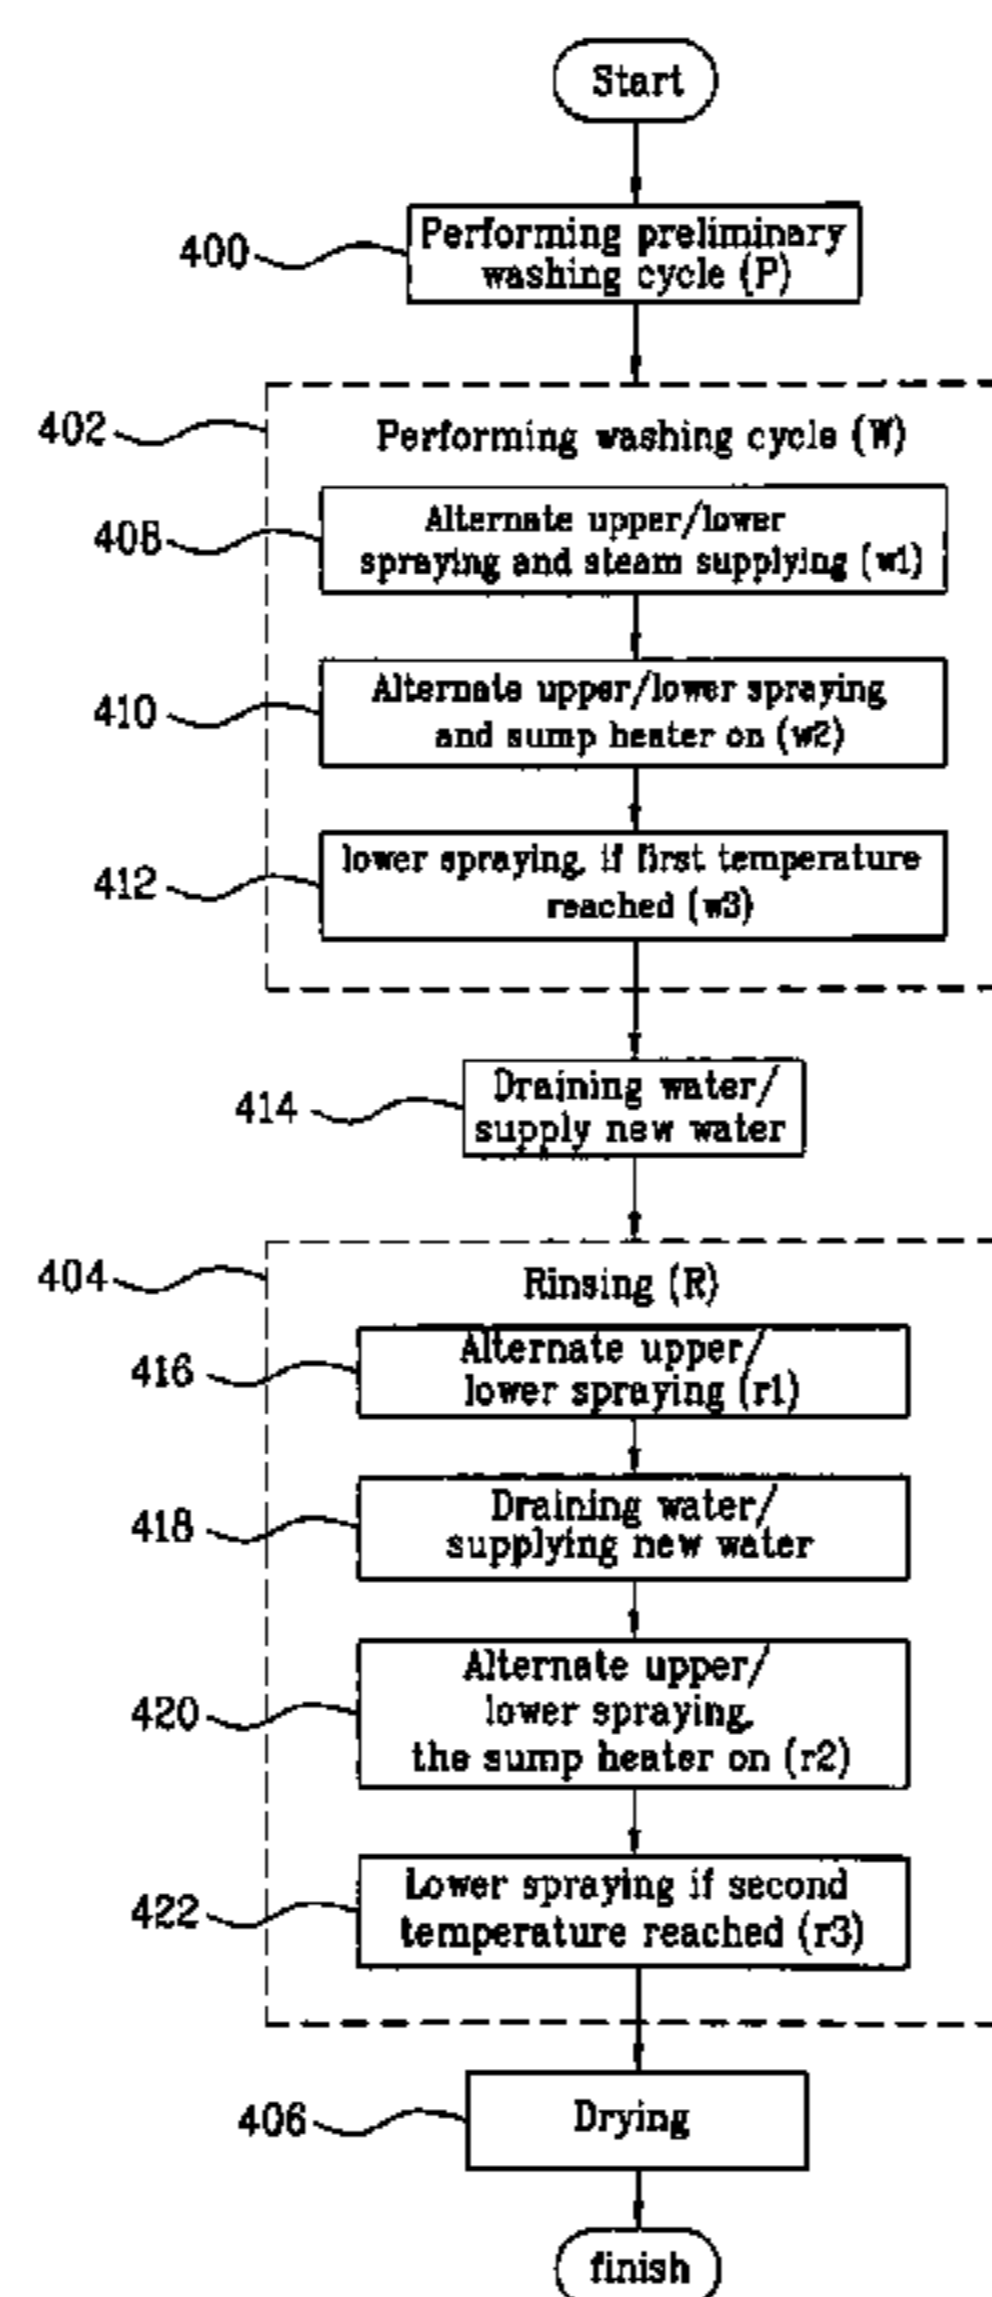 Start
400
Performing preliminary
washing cycle (P)
402
Performing washing cycle (W)
408
Alternate upper/lower
spraying and steam supplying (w1)
410
Alternate upper/lower spraying
and sump heater on (w2)
412
lower spraying, if first temperature
reached (w3)
414
Draining water/
supply new water
404
Rinsing (R)
416
Alternate upper/
lower spraying (r1)
418
Draining water/
supplying new water
420
Alternate upper/
lower spraying,
the sump heater on (r2)
422
Lower spraying if second
temperature reached (r3)
406
Drying
finish